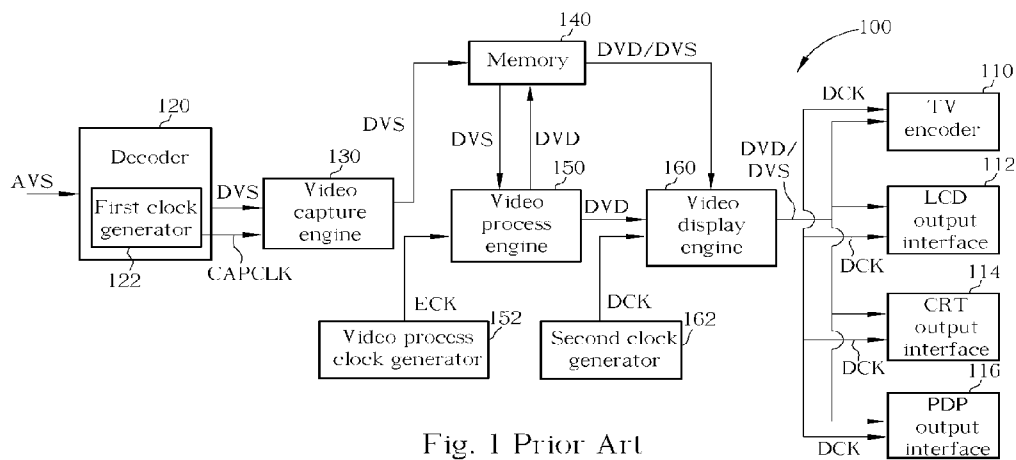 100
140
Memory
DVD/DVS
110
DCK
TV
encoder
120
Decoder
DVS
DVS
DVD
DVD/
DVS
130
150
160
112
AVS
DVS
First clock
generator
Video
capture
engine
Video
process engine
DVD
Video
display
engine
LCD
output
interface
122
CAPCLK
DCK
ECK
DCK
114
152
162
Video process
clock generator
Second clock
generator
CRT
output
interface
DCK
116
PDP
output
interface
DCK
Fig. 1 Prior Art